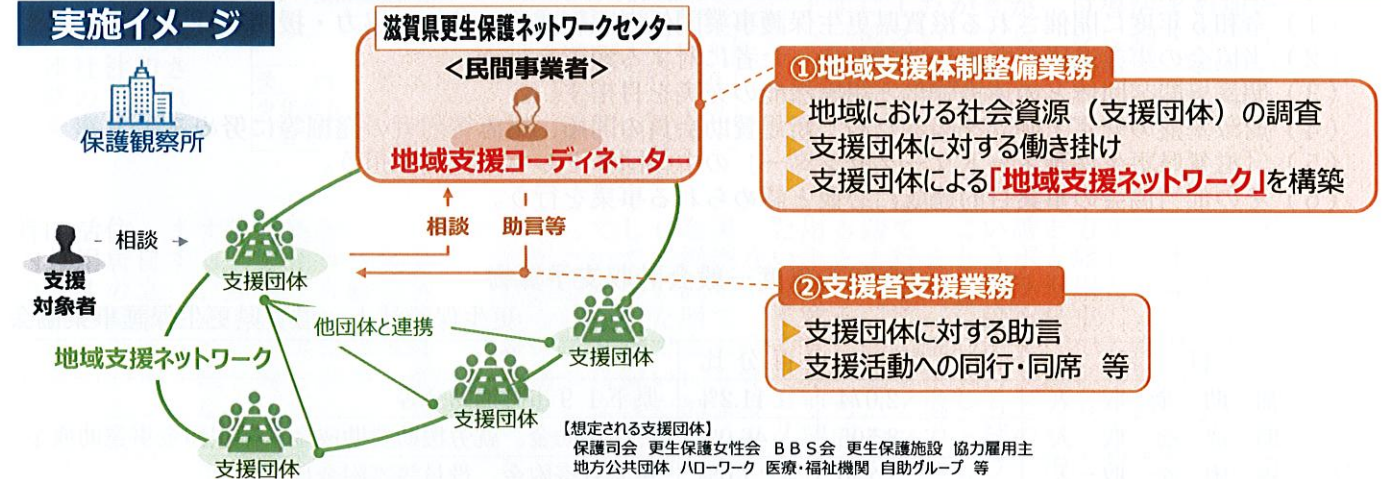 実施イメージ
保護観察所
滋賀県更生保護ネットワークセンター
＜民間事業者＞
地域支援コーディネーター
①地域支援体制整備業務
▶地域における社会資源（支援団体）の調査
▶支援団体に対する働き掛け
▶支援団体による「地域支援ネットワーク」を構築
相談 助言等
支援
対象者
相談
支援団体
他団体と連携
地域支援ネットワーク
支援団体
支援団体
支援団体
②支援者支援業務
▶支援団体に対する助言
▶支援活動への同行・同席 等
【想定される支援団体】
保護司会 更生保護女性会 ＢＢＳ会 更生保護施設 協力雇用主
地方公共団体 ハローワーク 医療・福祉機関 自助グループ 等